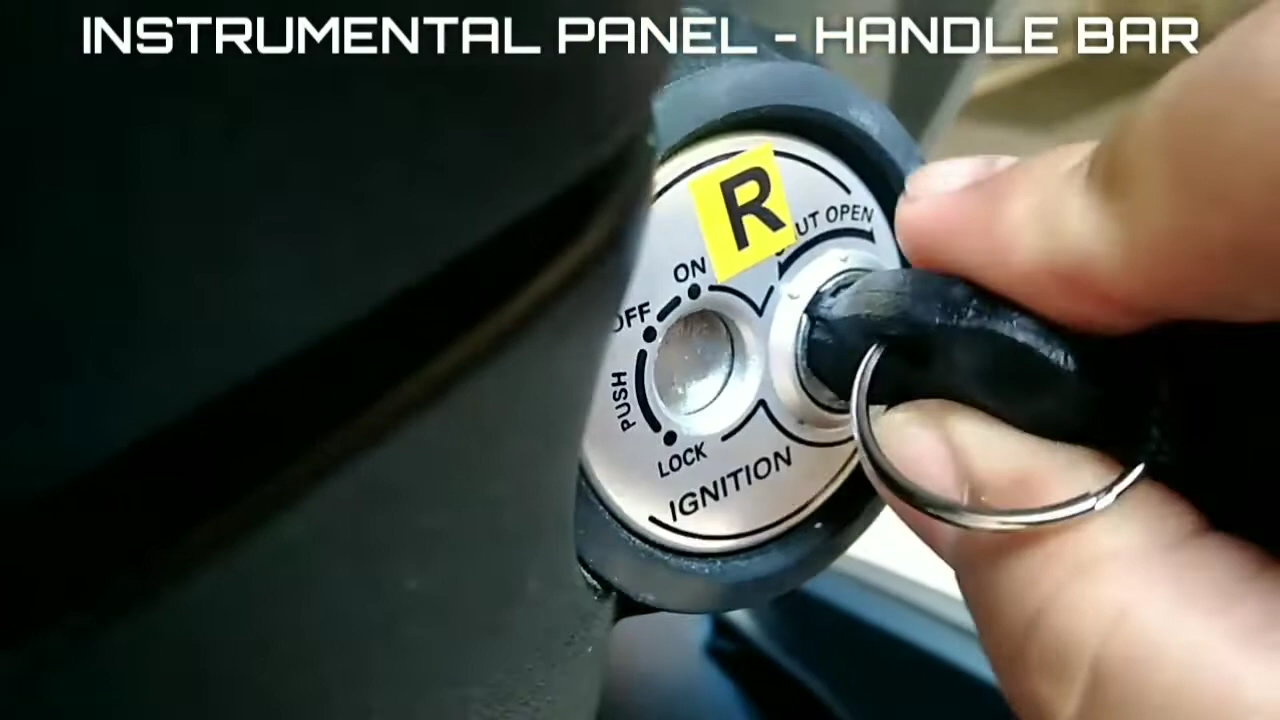 INSTRUMENTAL PANEL - HANDLE BAR
R
OPEN
ON
OFF
PUSH
LOCK
IGNITION